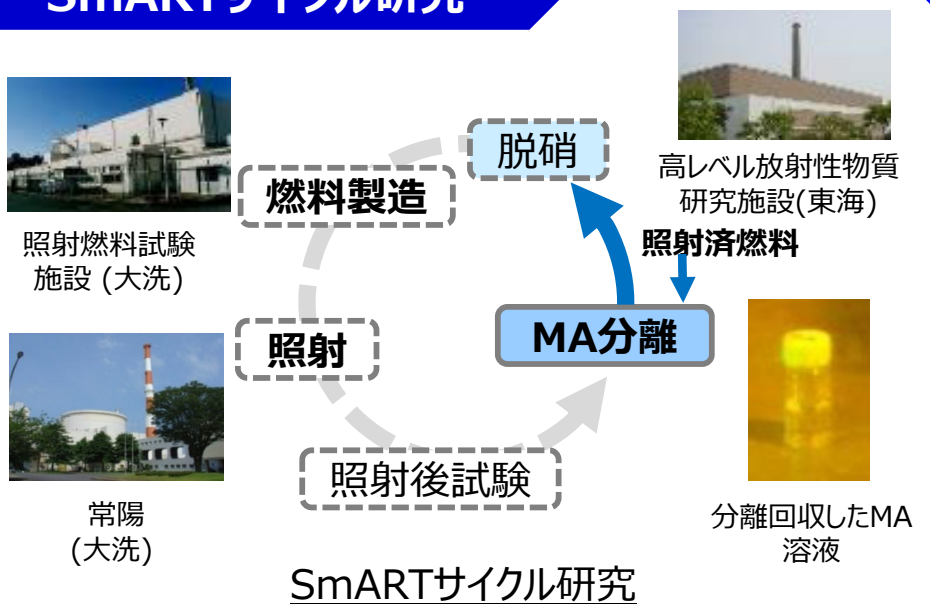 SmARTサイクル研究
脱硝
燃料製造
高レベル放射性物質
研究施設(東海)
照射燃料試験
施設 (大洗)
照射済燃料
照射
MA分離
照射後試験
常陽
(大洗)
分離回収したMA
溶液
SmARTサイクル研究